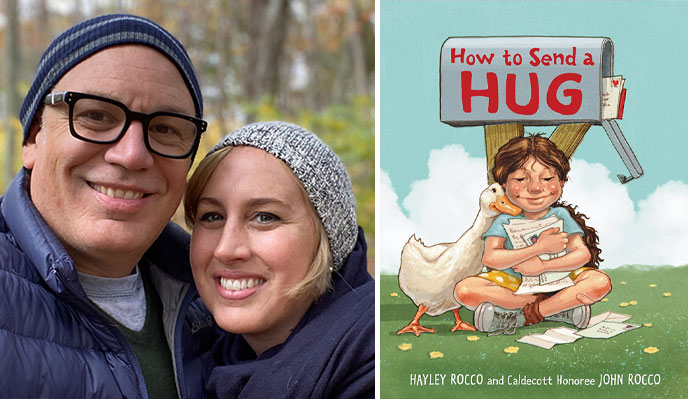 How to Send a
HUG
HAYLEY ROCCO and Caldecott Honoree JOHN ROCCO